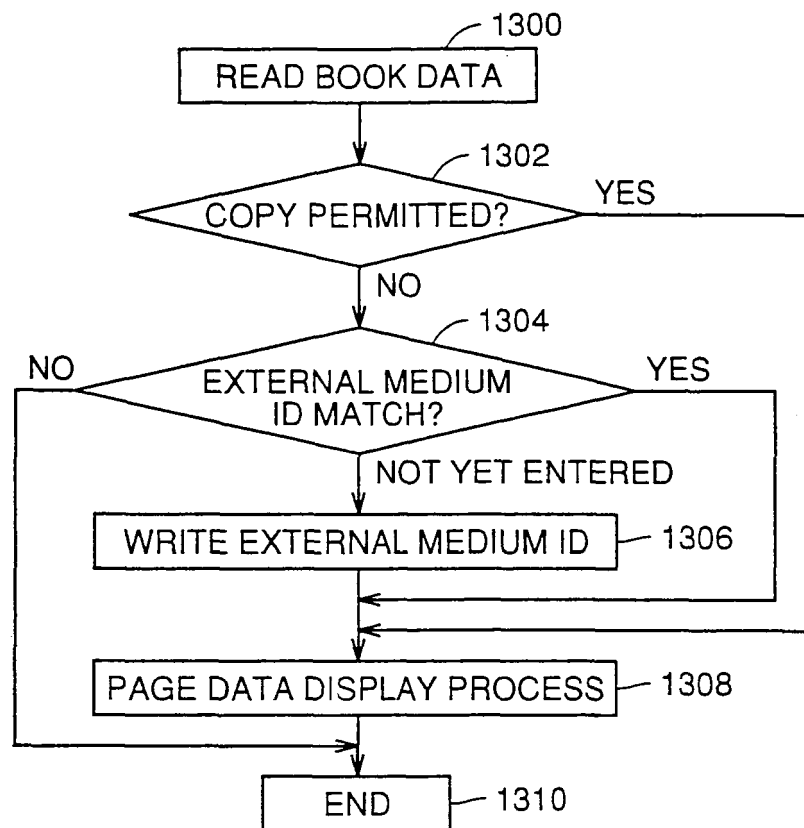 1300
READ BOOK DATA
1302
COPY PERMITTED?
YES
NO
1304
NO
EXTERNAL MEDIUM
ID MATCH?
YES
NOT YET ENTERED
WRITE EXTERNAL MEDIUM ID
1306
PAGE DATA DISPLAY PROCESS
1308
END
1310